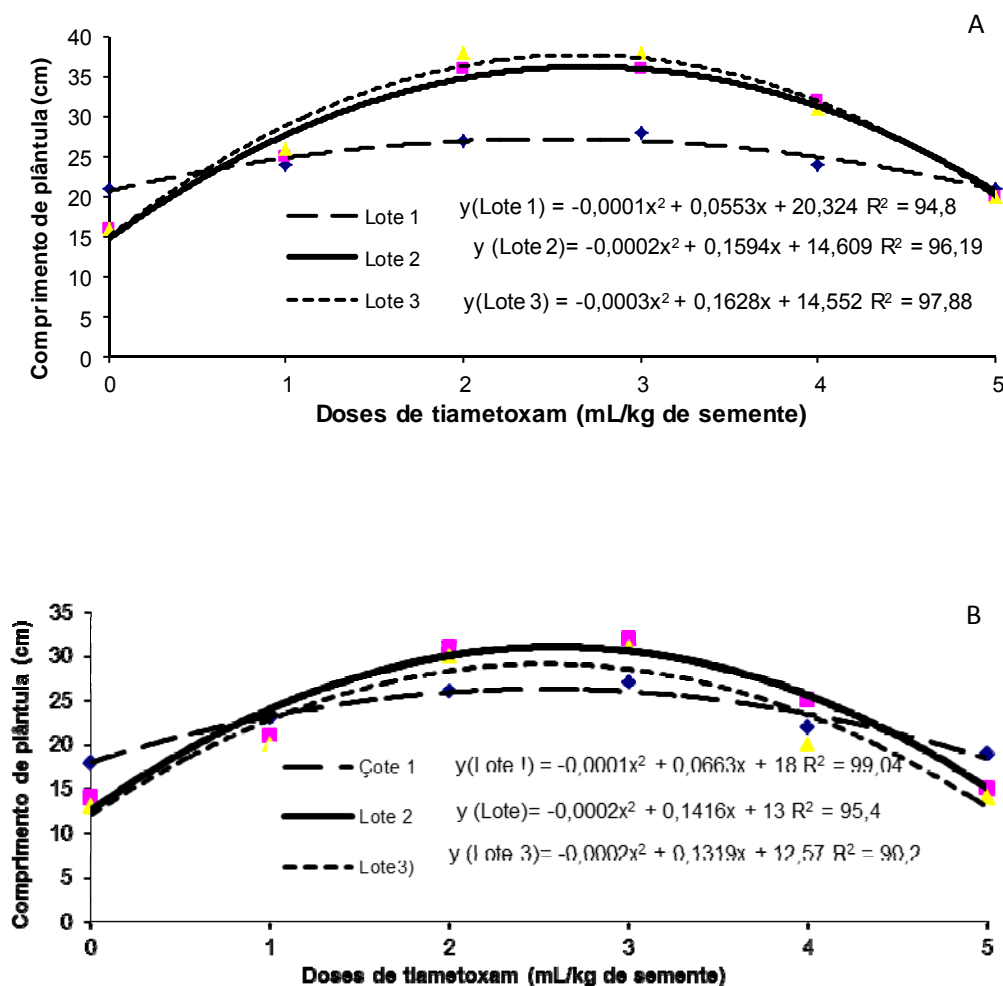 A
Comprimento de plântula (cm)
40
35
30
25
20
15
10
5
0
Lote 1
y(Lote 1) = -0,0001x² + 0,0553x + 20,324 R² = 94,8
Lote 2
y (Lote 2)= -0,0002x² + 0,1594x + 14,609 R² = 96,19
Lote 3
y(Lote 3) = -0,0003x² + 0,1628x + 14,552 R² = 97,88
0 1 2 3 4 5
Doses de tiametoxam (mL/kg de semente)
B
Comprimento de plântula (cm)
35
30
25
20
15
10
5
0
Çote 1
y(Lote I) = -0,0001x² + 0,0663x + 18 R² = 99,04
Lote 2
y (Lote)= -0,0002x² + 0,1416x + 13 R² = 95,4
Lote3)
y (Lote 3)= -0,0002x² + 0,1319x + 12,57 R² = 90,2
0 1 2 3 4 5
Doses de tiametoxam (mL/kg de semente)